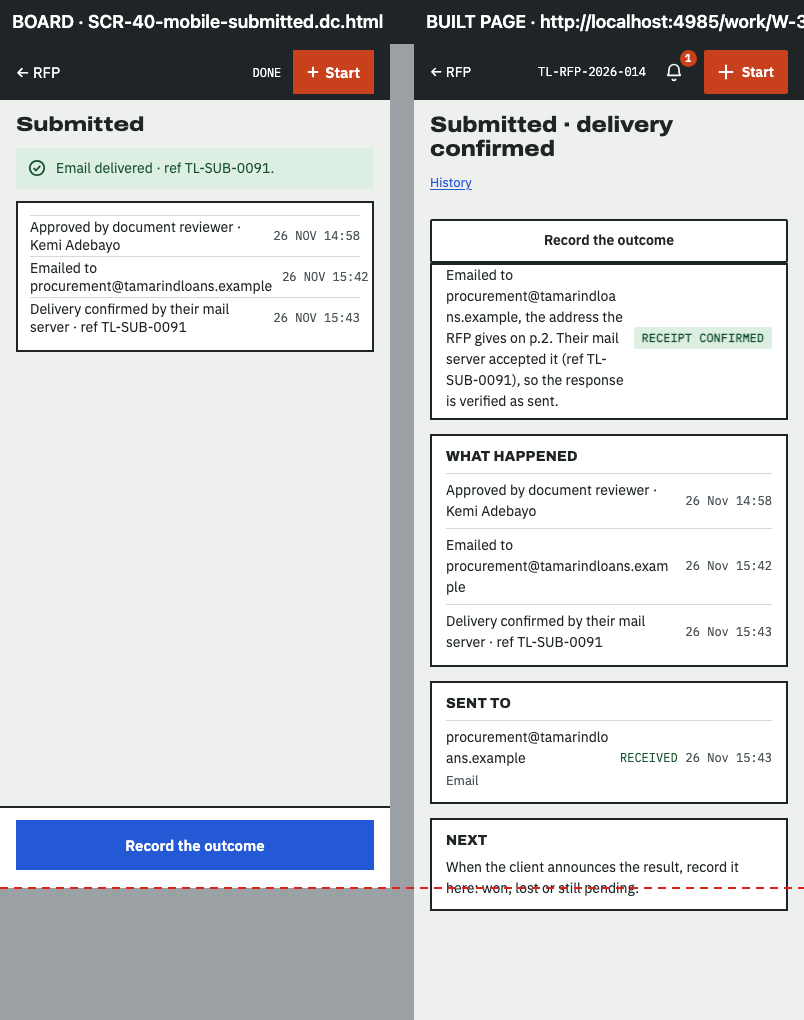 BOARD · SCR-40-mobile-submitted.dc.html
← RFP
DONE
+ Start
Submitted
Email delivered · ref TL-SUB-0091.
Approved by document reviewer ·
Kemi Adebayo
26 NOV 14:58
Emailed to
procurement@tamarindloans.example
26 NOV 15:42
Delivery confirmed by their mail
server · ref TL-SUB-0091
26 NOV 15:43
Record the outcome
BUILT PAGE · http://localhost:4985/work/W-3
← RFP
TL-RFP-2026-014
1
+ Start
Submitted · delivery
confirmed
History
Record the outcome
Emailed to
procurement@tamarindloa
ns.example, the address the
RFP gives on p.2. Their mail
server accepted it (ref TL-
SUB-0091), so the response
is verified as sent.
RECEIPT CONFIRMED
WHAT HAPPENED
Approved by document reviewer ·
Kemi Adebayo
26 Nov 14:58
Emailed to
procurement@tamarindloans.exam
ple
26 Nov 15:42
Delivery confirmed by their mail
server · ref TL-SUB-0091
26 Nov 15:43
SENT TO
procurement@tamarindlo
ans.example
Email
RECEIVED 26 Nov 15:43
NEXT
When the client announces the result, record it
here: won, lost or still pending.